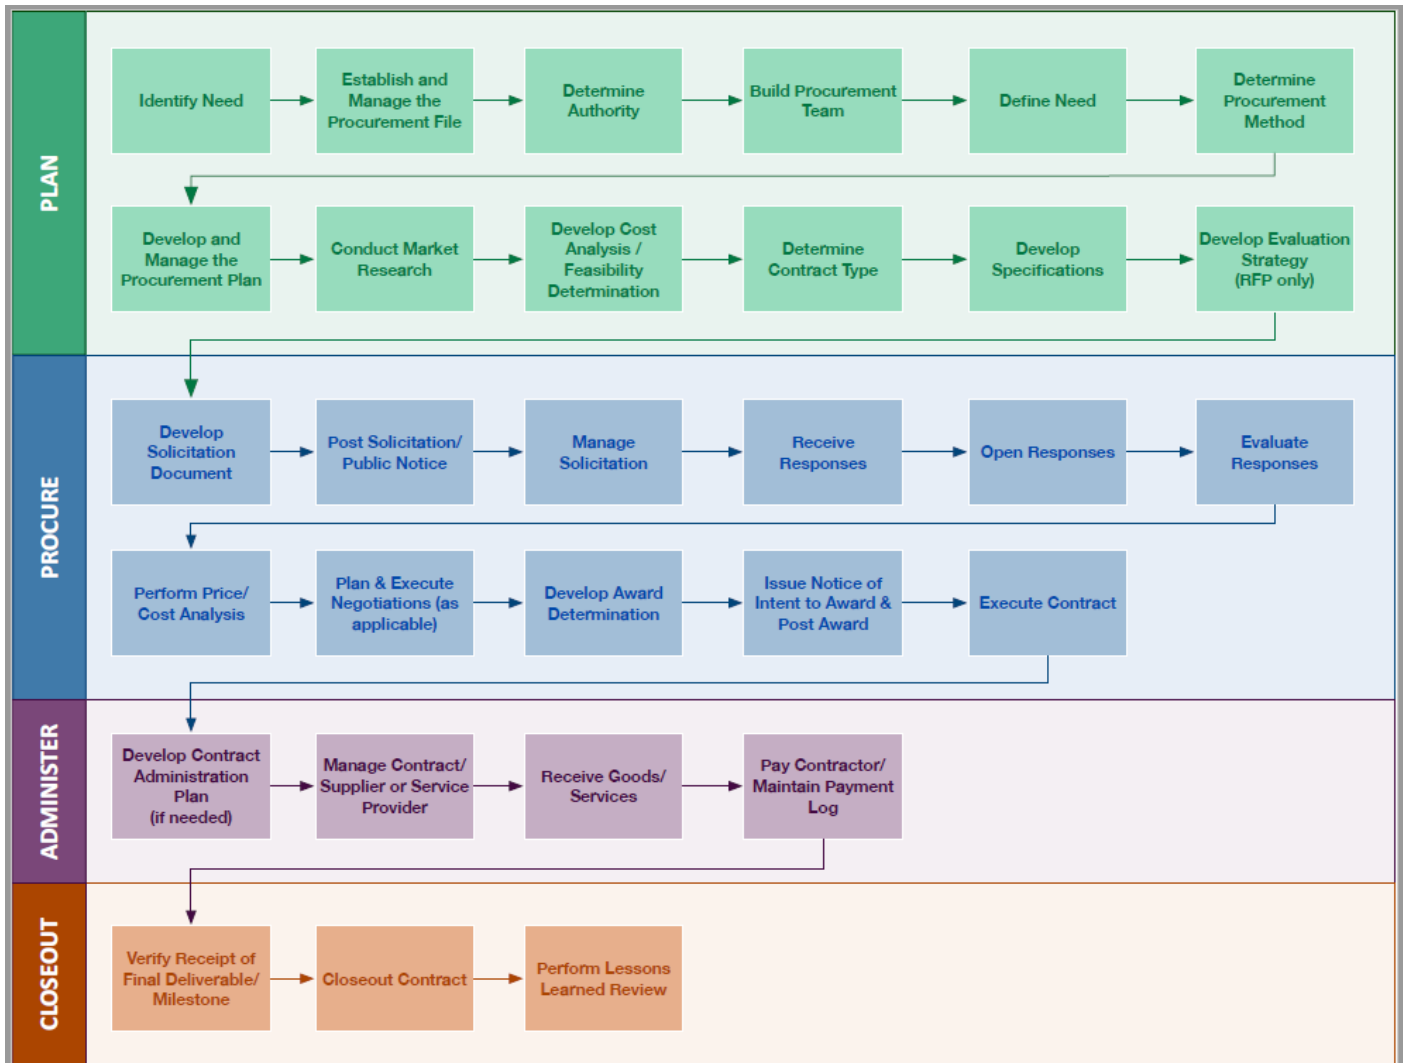 PLAN
Identify Need
Establish and
Manage the
Procurement File
Determine
Authority
Build Procurement
Team
Define Need
Determine
Procurement
Method
Develop and
Manage the
Procurement Plan
Conduct Market
Research
Develop Cost
Analysis /
Feasibility
Determination
Determine
Contract Type
Develop
Specifications
Develop Evaluation
Strategy
(RFP only)
PROCURE
Develop
Solicitation
Document
Post Solicitation/
Public Notice
Manage
Solicitation
Receive
Responses
Open Responses
Evaluate
Responses
Perform Price/
Cost Analysis
Plan & Execute
Negotiations (as
applicable)
Develop Award
Determination
Issue Notice of
Intent to Award &
Post Award
Execute Contract
ADMINISTER
Develop Contract
Administration
Plan
(if needed)
Manage Contract/
Supplier or Service
Provider
Receive Goods/
Services
Pay Contractor/
Maintain Payment
Log
CLOSEOUT
Verify Receipt of
Final Deliverable/
Milestone
Closeout Contract
Perform Lessons
Learned Review